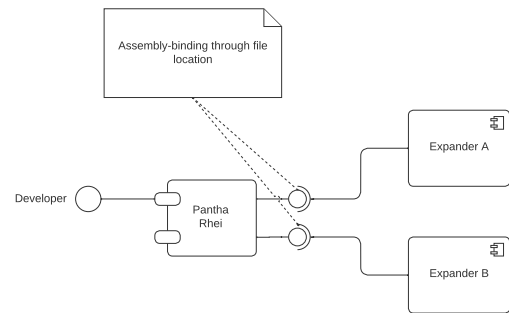 Assembly-binding through file
location
Expander A
Developer
Pantha
Rhei
Expander B